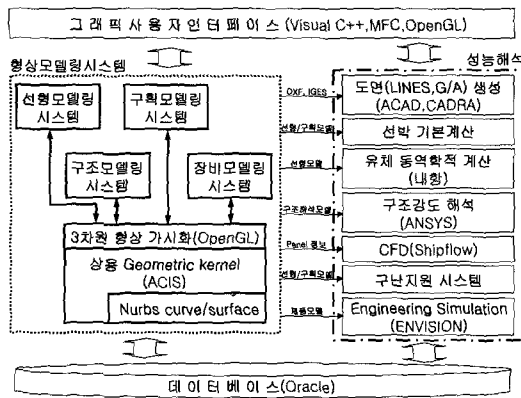 그래픽사용자인터페이스(Visual C++,MFC,OpenGL)
형상모델링시스템
성능해석
선형모델링
시스템
구획모델링
시스템
구조모델링
시스템
장비모델링
시스템
3차원 형상 가시화(OpenGL)
상용 Geometric kernel
(ACIS)
Nurbs curve/surface
DXF, IGES
선형/구획모델
선형모델
구조해석모델
Panel 정보
선형/구획모델
제품모델
도면(LINES,G/A) 생성
(ACAD,CADRA)
선박 기본계산
유체 동역학적 계산
(내항)
구조강도 해석
(ANSYS)
CFD(Shipflow)
구난지원 시스템
Engineering Simulation
(ENVISION)
데이터베이스(Oracle)